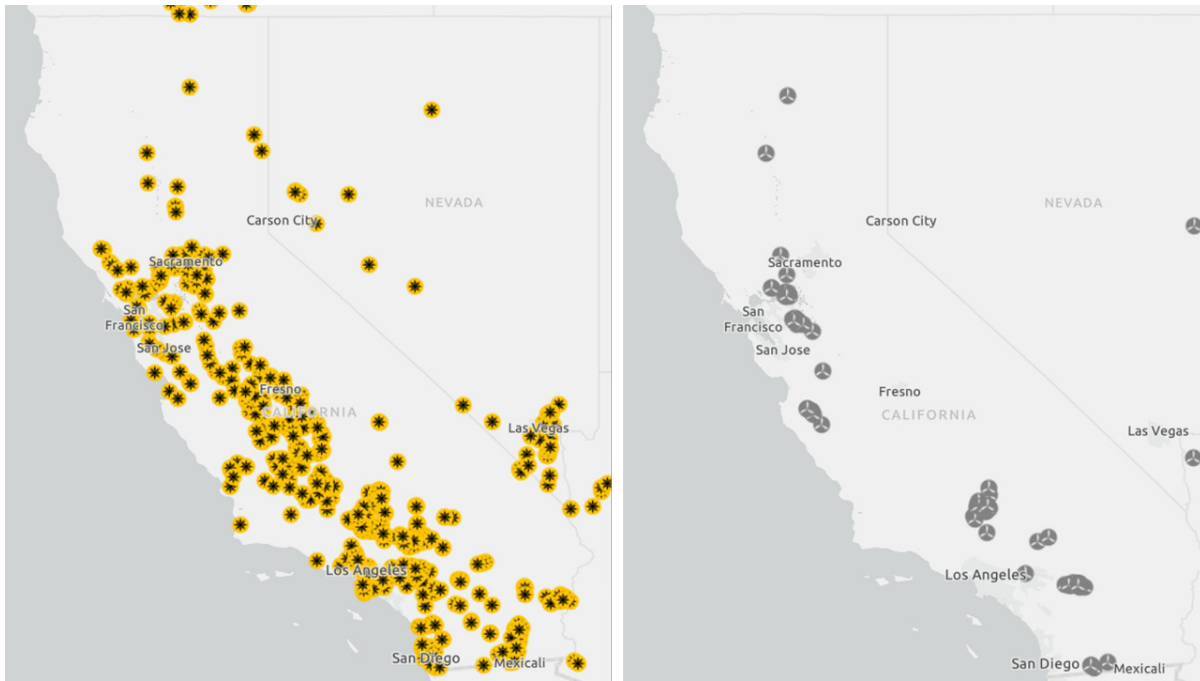 NEVADA
Carson City
Sacramento
San
Francisco
San Jose
Fresno
CALIFORNIA
Las Vegas
Los Angeles
San Diego
Mexicali
NEVADA
Carson City
Sacramento
San
Francisco
San Jose
Fresno
CALIFORNIA
Las Vegas
Los Angeles
San Diego
Mexicali